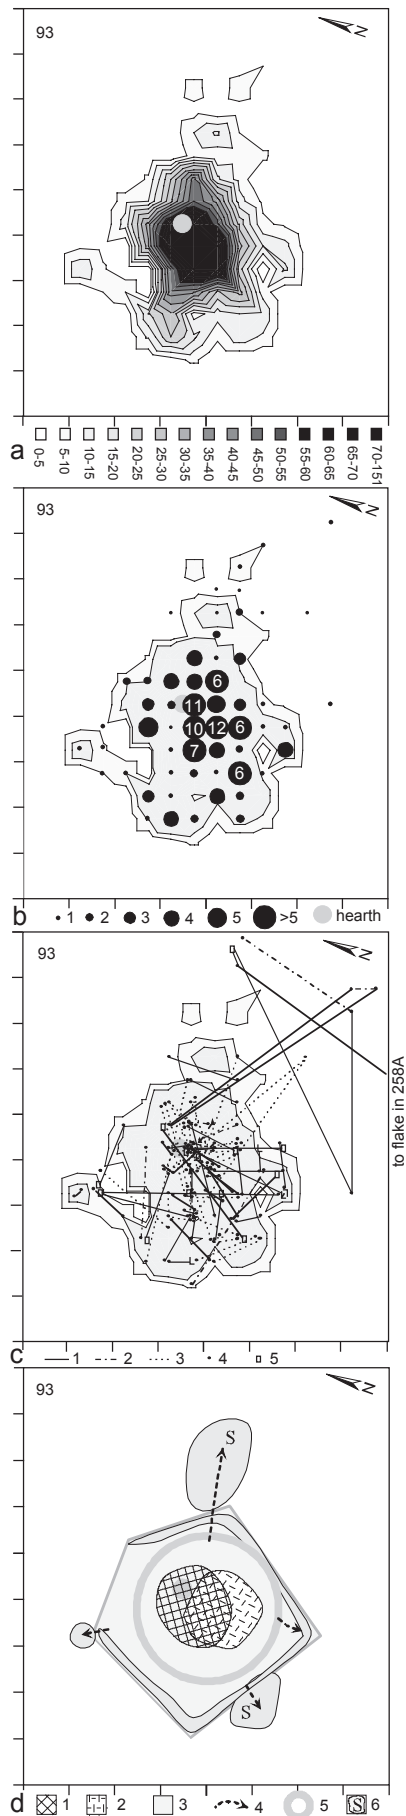 93
N
a
0-5
5-10
10-15
15-20
20-25
25-30
30-35
35-40
40-45
45-50
50-55
55-60
60-65
65-70
70-151
93
N
6
11
10 12 6
7
6
b 1 2 3 4 5 >5 hearth
93
N
to flake in 258A
c 1 2 3 4 5
93
N
S
S
d 1 2 3 4 5 S 6